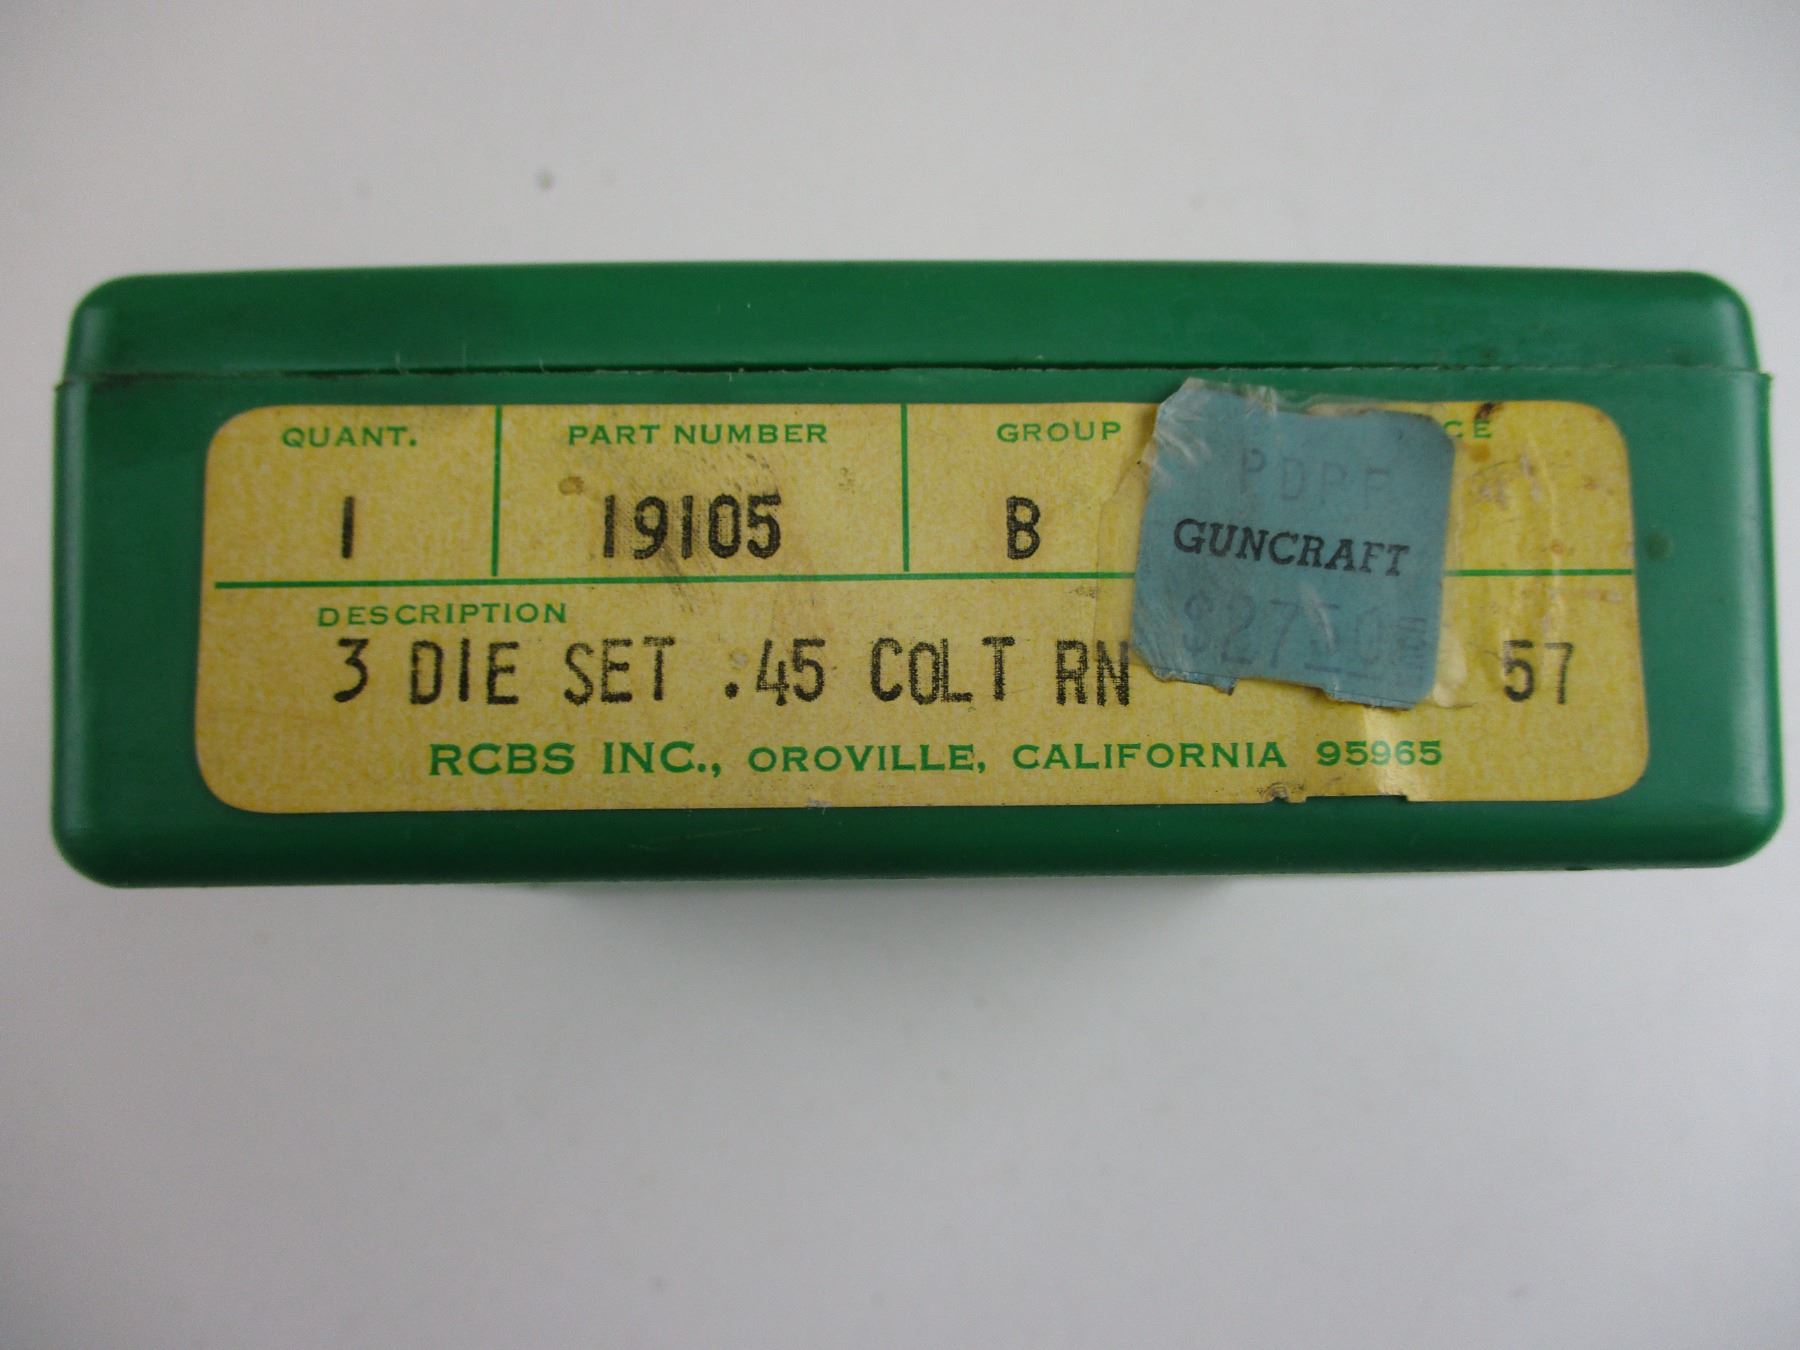 QUANT. PART NUMBER GROUP CE
1 19105 B
DESCRIPTION
3 DIE SET .45 COLT RN 57
RCBS INC., OROVILLE, CALIFORNIA 95965
GUNCRAFT